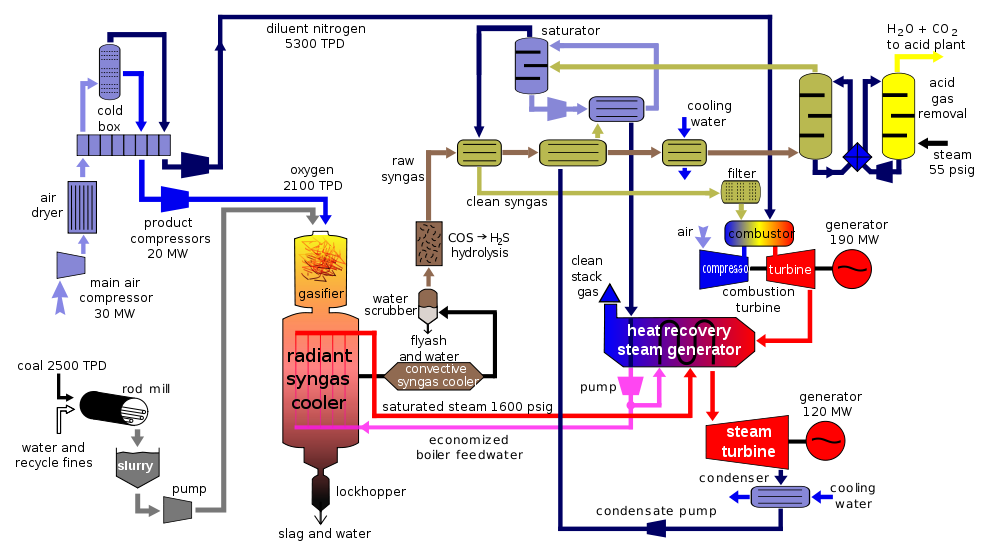 diluent nitrogen
5300 TPD
saturator
H2O + CO2
to acid plant
cold
box
cooling
water
acid
gas
removal
raw
syngas
steam
55 psig
oxygen
2100 TPD
filter
clean syngas
air
dryer
product
compressors
20 MW
air
combustor
generator
190 MW
COS → H2S
hydrolysis
compresso
turbine
combustion
turbine
clean
stack
gas
main air
compressor
30 MW
gasifier
water
scrubber
heat recovery
steam generator
flyash
and water
radiant
syngas
cooler
convective
syngas cooler
coal 2500 TPD
rod mill
pump
saturated steam 1600 psig
generator
120 MW
water and
recycle fines
economized
boiler feedwater
steam
turbine
slurry
pump
lockhopper
condenser
cooling
water
condensate pump
slag and water